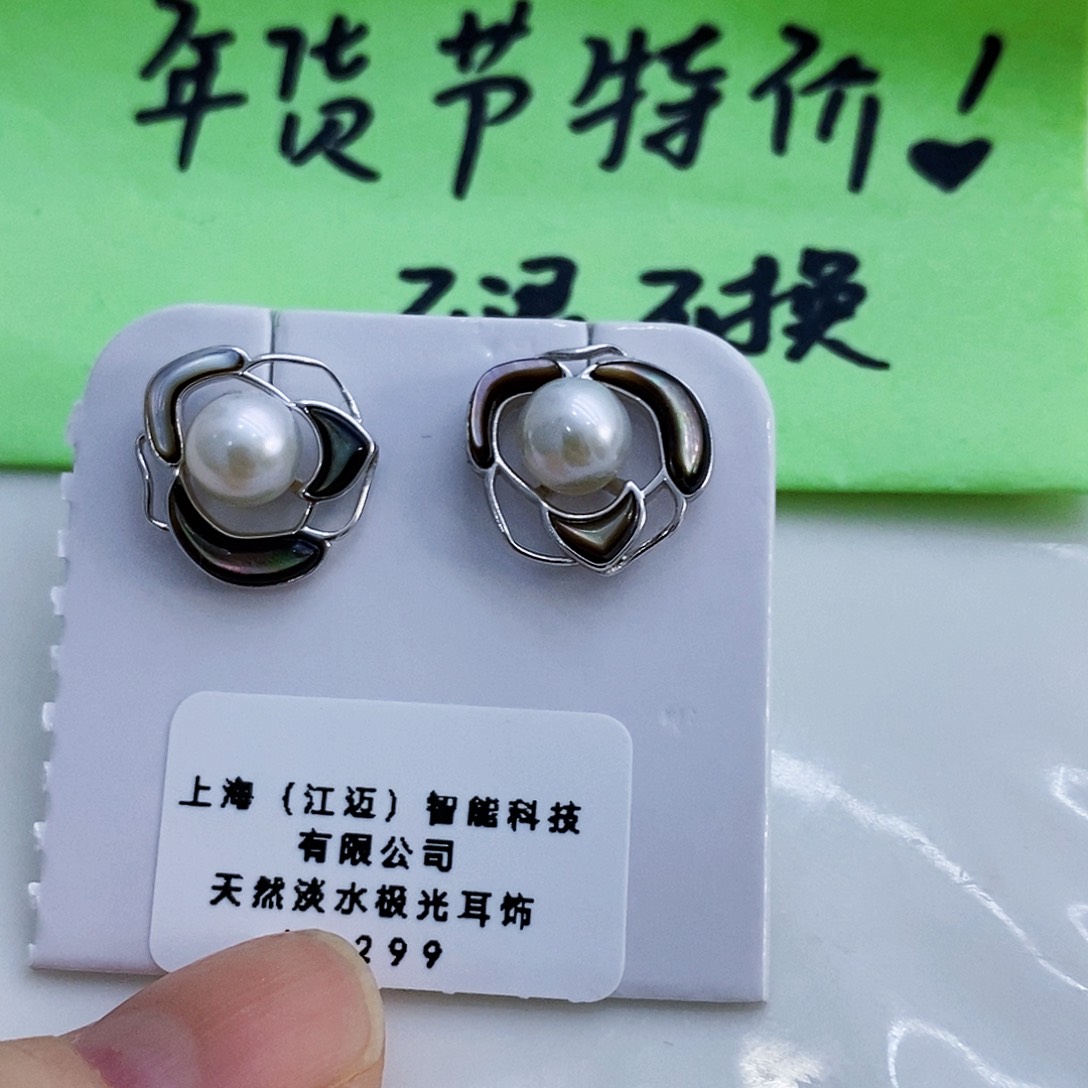 年货节特价!
不退不换
上海（江迈）智能科技
有限公司
天然淡水极光耳饰
299